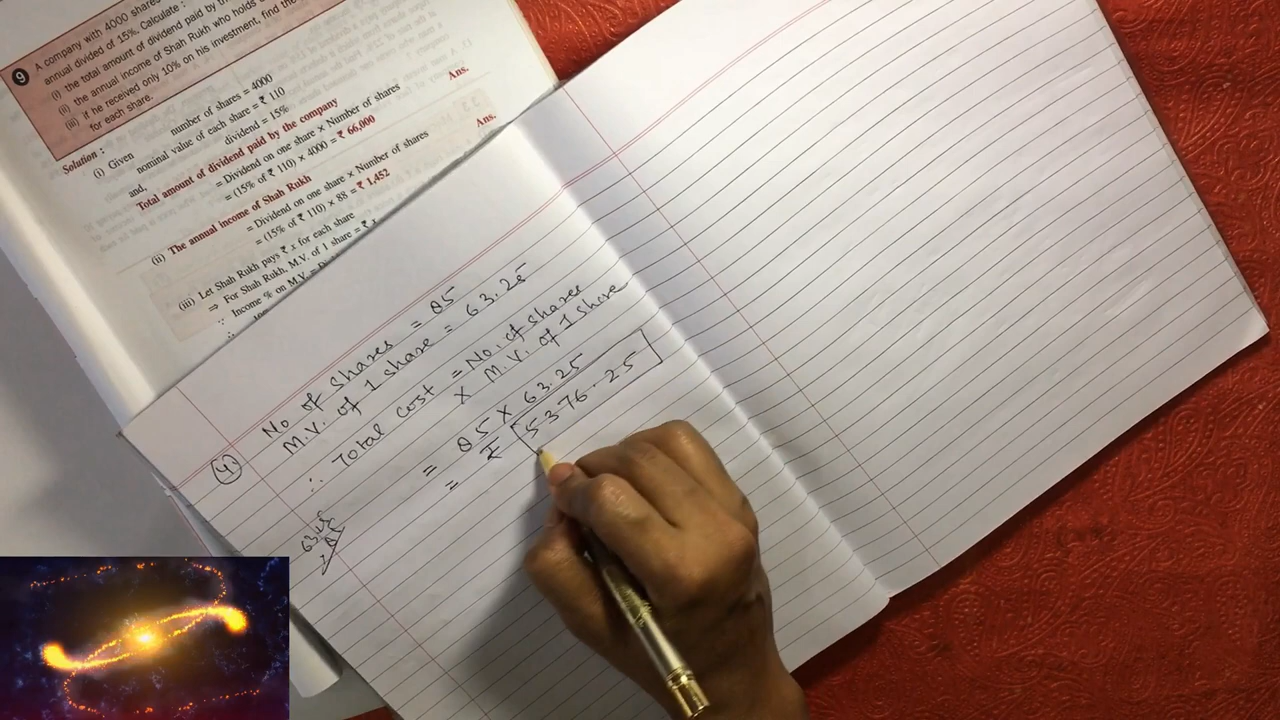 9 A company with 4000 shares
annual divided of 15%. Calculate :
(i) the total amount of dividend paid by the
(ii) the annual income of Shah Rukh who holds
(iii) if he received only 10% on his investment, find the
for each share.
Solution :
(i) Given number of shares = 4000
nominal value of each share = ₹ 110
and, dividend = 15%
Total amount of dividend paid by the company
= Dividend on one share × Number of shares
= (15% of ₹ 110) × 4000 = ₹ 66,000 Ans.
(ii) The annual income of Shah Rukh
= Dividend on one share × Number of shares
= (15% of ₹ 110) × 88 = ₹ 1,452 Ans.
(iii) Let Shah Rukh pays ₹ x for each share
⇒ For Shah Rukh, M.V. of 1 share = ₹ x
∵ Income % on M.V. =
4) No of shares = 85
M.V. of 1 share = 63.25
∴ Total cost = No. of shares
× M.V. of 1 share
= 85 × 63.25
= ₹ 5376.25
63.25